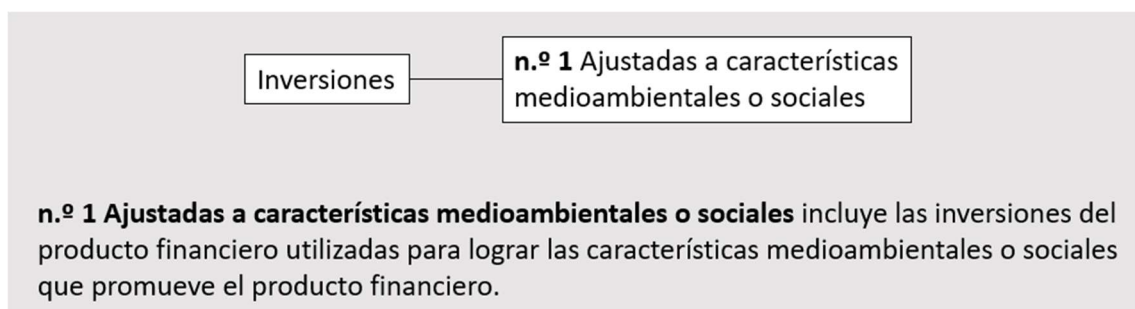 Inversiones
n.º 1 Ajustadas a características
medioambientales o sociales
n.º 1 Ajustadas a características medioambientales o sociales incluye las inversiones del
producto financiero utilizadas para lograr las características medioambientales o sociales
que promueve el producto financiero.